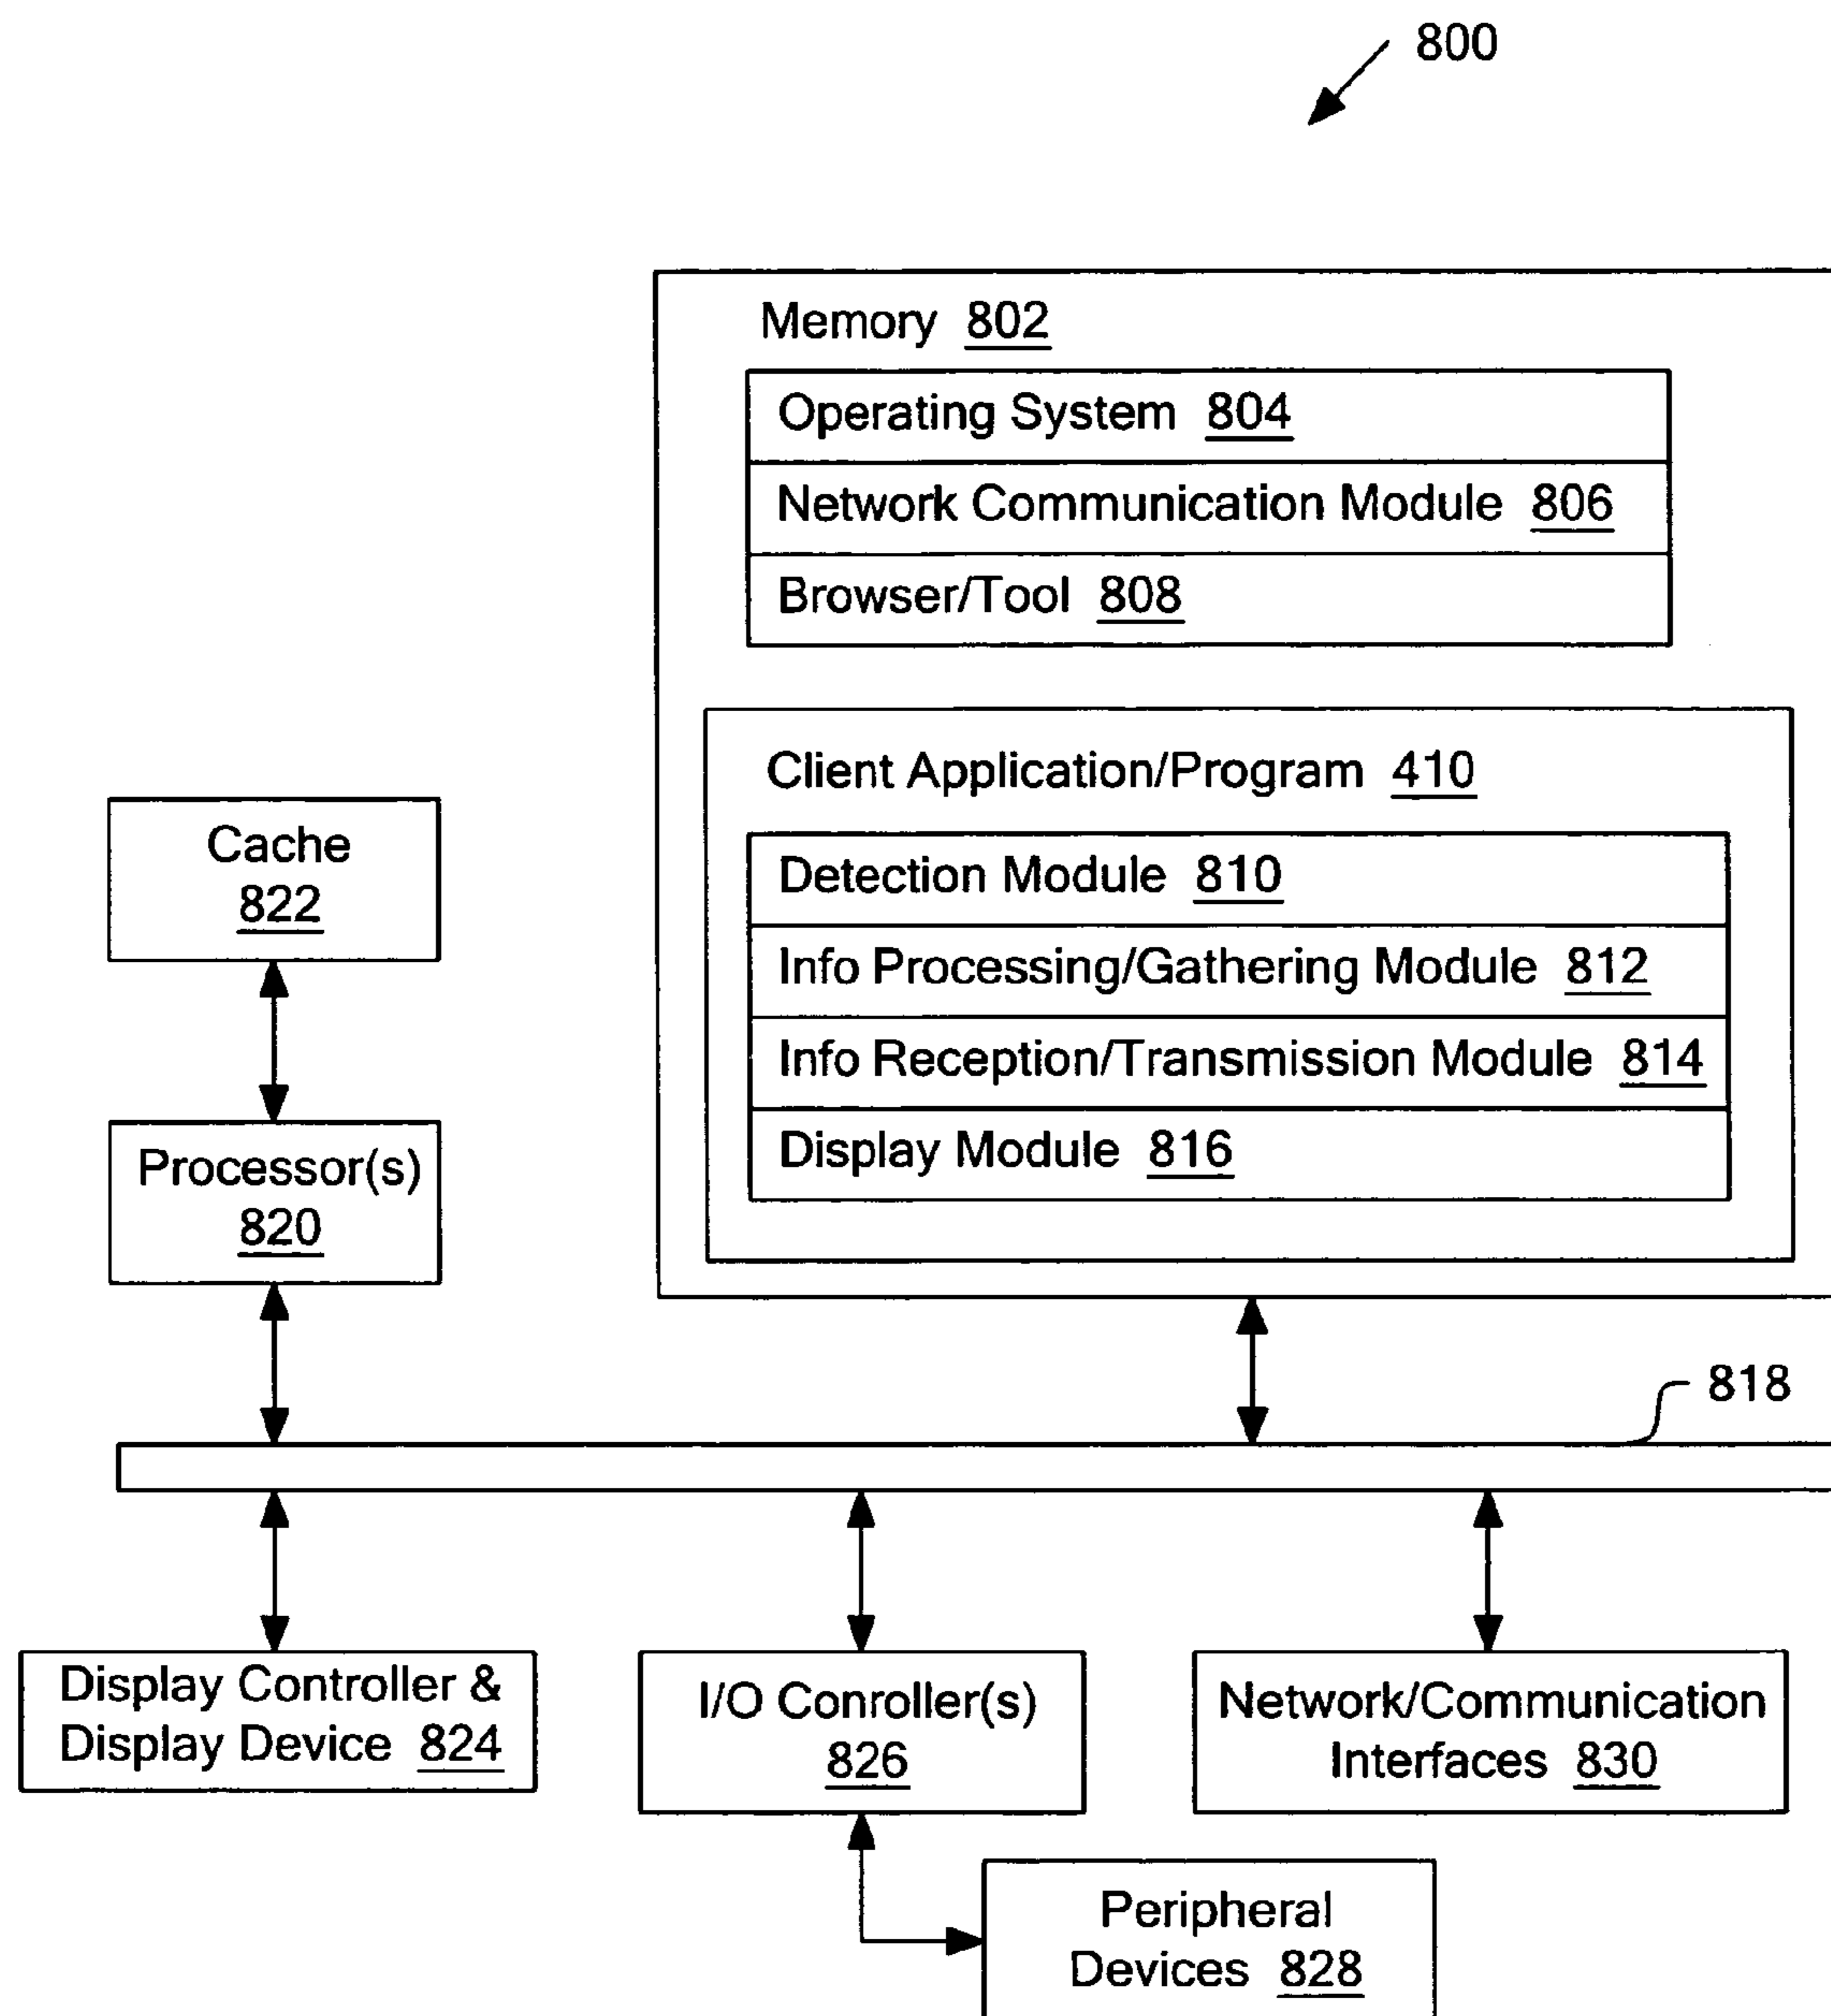 800
Memory 802
Operating System 804
Network Communication Module 806
Browser/Tool 808
Client Application/Program 410
Detection Module 810
Info Processing/Gathering Module 812
Info Reception/Transmission Module 814
Display Module 816
Cache
822
Processor(s)
820
818
Display Controller &
Display Device 824
I/O Conroller(s)
826
Network/Communication
Interfaces 830
Peripheral
Devices 828